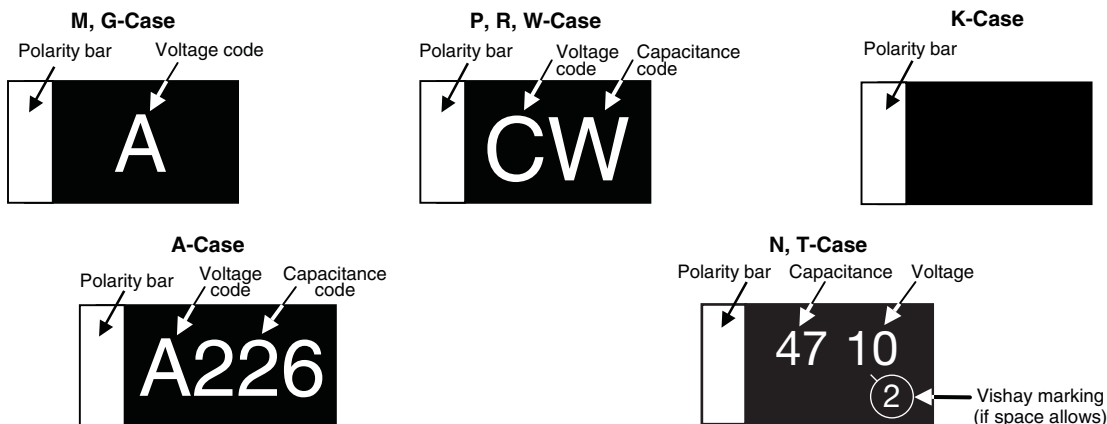 M, G-Case
Polarity bar
Voltage code
A
P, R, W-Case
Polarity bar
Voltage
code
Capacitance
code
CW
K-Case
Polarity bar
A-Case
Polarity bar
Voltage
code
Capacitance
code
A226
N, T-Case
Polarity bar
Capacitance
Voltage
47 10
2
Vishay marking
(if space allows)